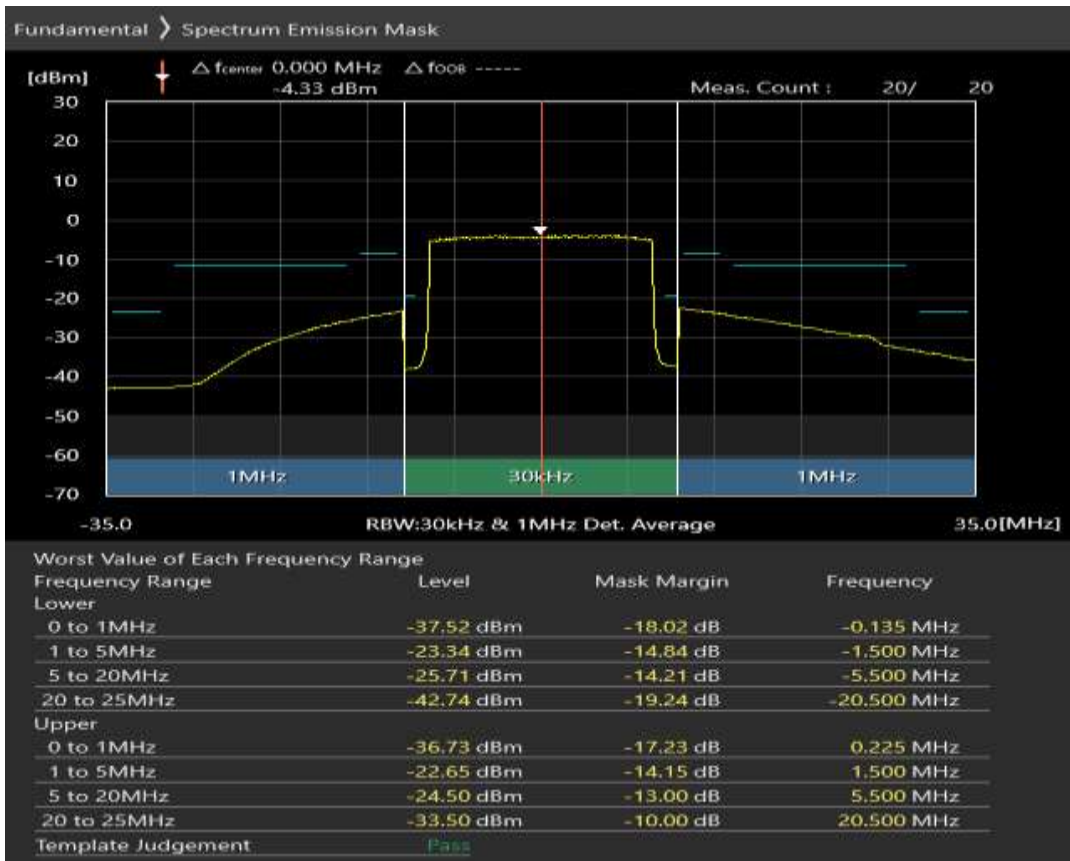 Fundamental 〉 Spectrum Emission Mask
[dBm] △ fcenter 0.000 MHz △ fOOB -----
-4.33 dBm Meas. Count : 20/ 20
30
20
10
0
-10
-20
-30
-40
-50
-60
-70
1MHz 30kHz 1MHz
-35.0 RBW:30kHz & 1MHz Det. Average 35.0[MHz]
Worst Value of Each Frequency Range
Frequency Range Level Mask Margin Frequency
Lower
0 to 1MHz -37.52 dBm -18.02 dB -0.135 MHz
1 to 5MHz -23.34 dBm -14.84 dB -1.500 MHz
5 to 20MHz -25.71 dBm -14.21 dB -5.500 MHz
20 to 25MHz -42.74 dBm -19.24 dB -20.500 MHz
Upper
0 to 1MHz -36.73 dBm -17.23 dB 0.225 MHz
1 to 5MHz -22.65 dBm -14.15 dB 1.500 MHz
5 to 20MHz -24.50 dBm -13.00 dB 5.500 MHz
20 to 25MHz -33.50 dBm -10.00 dB 20.500 MHz
Template Judgement Pass